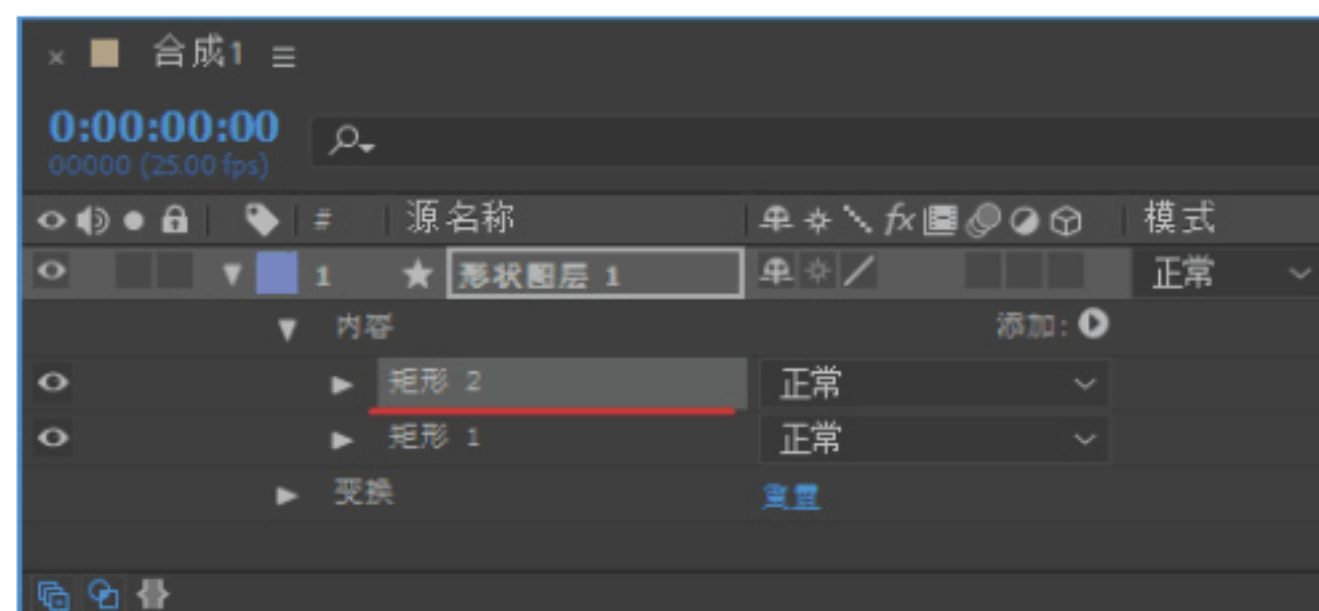 合成1
0:00:00:00
00000 (25.00 fps)
# 源名称 fx 模式
1 形状图层 1 正常
内容 添加:
矩形 2 正常
矩形 1 正常
变换 重置